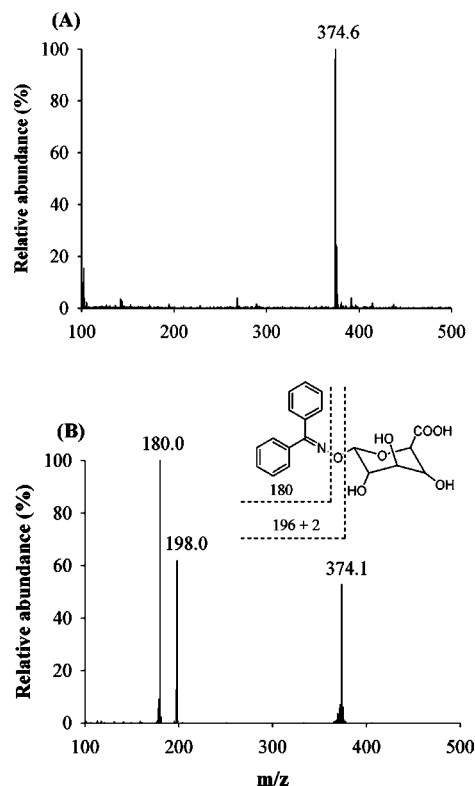 (A)
374.6
Relative abundance (%)
100
80
60
40
20
0
100 200 300 400 500
(B)
180.0
198.0
374.1
N
O
HO
O
COOH
HO
OH
180
196 + 2
Relative abundance (%)
100
80
60
40
20
0
100 200 300 400 500
m/z